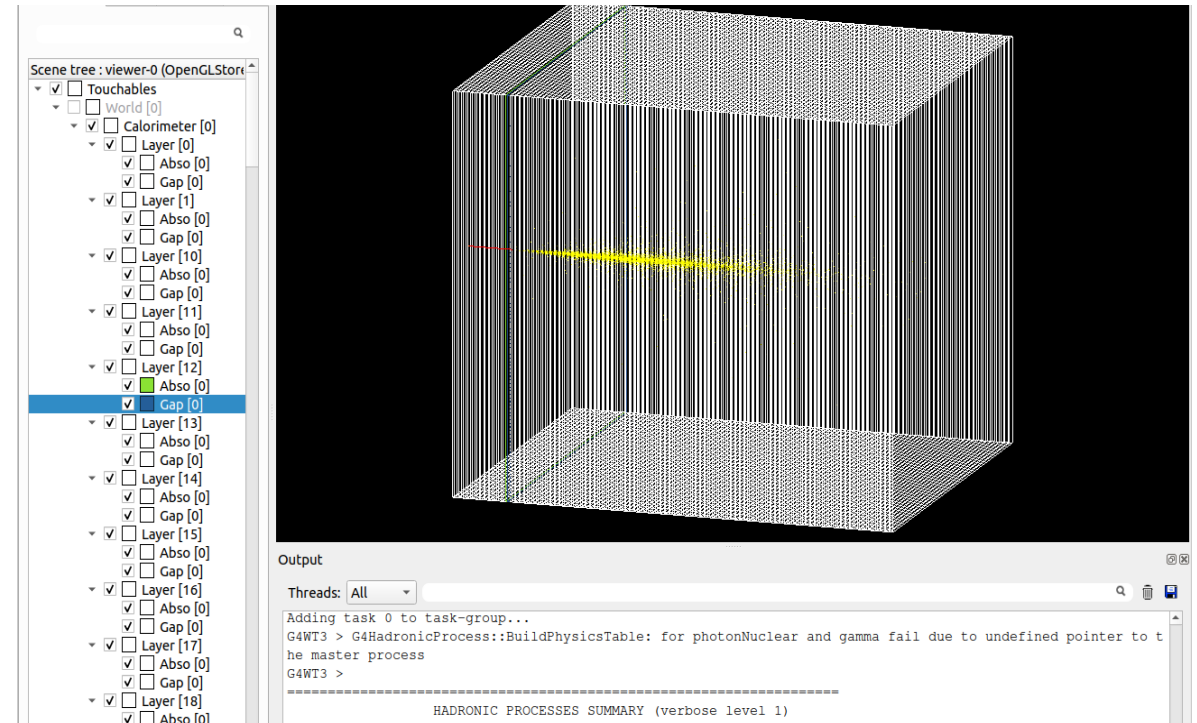 Scene tree : viewer-0 (OpenGLStore
Touchables
World [0]
Calorimeter [0]
Layer [0]
Abso [0]
Gap [0]
Layer [1]
Abso [0]
Gap [0]
Layer [10]
Abso [0]
Gap [0]
Layer [11]
Abso [0]
Gap [0]
Layer [12]
Abso [0]
Gap [0]
Layer [13]
Abso [0]
Gap [0]
Layer [14]
Abso [0]
Gap [0]
Layer [15]
Abso [0]
Gap [0]
Layer [16]
Abso [0]
Gap [0]
Layer [17]
Abso [0]
Gap [0]
Layer [18]
Abso [0]
Output
Threads: All
Adding task 0 to task-group...
G4WT3 > G4HadronicProcess::BuildPhysicsTable: for photonNuclear and gamma fail due to undefined pointer to t
he master process
G4WT3 >
====================================================================
HADRONIC PROCESSES SUMMARY (verbose level 1)